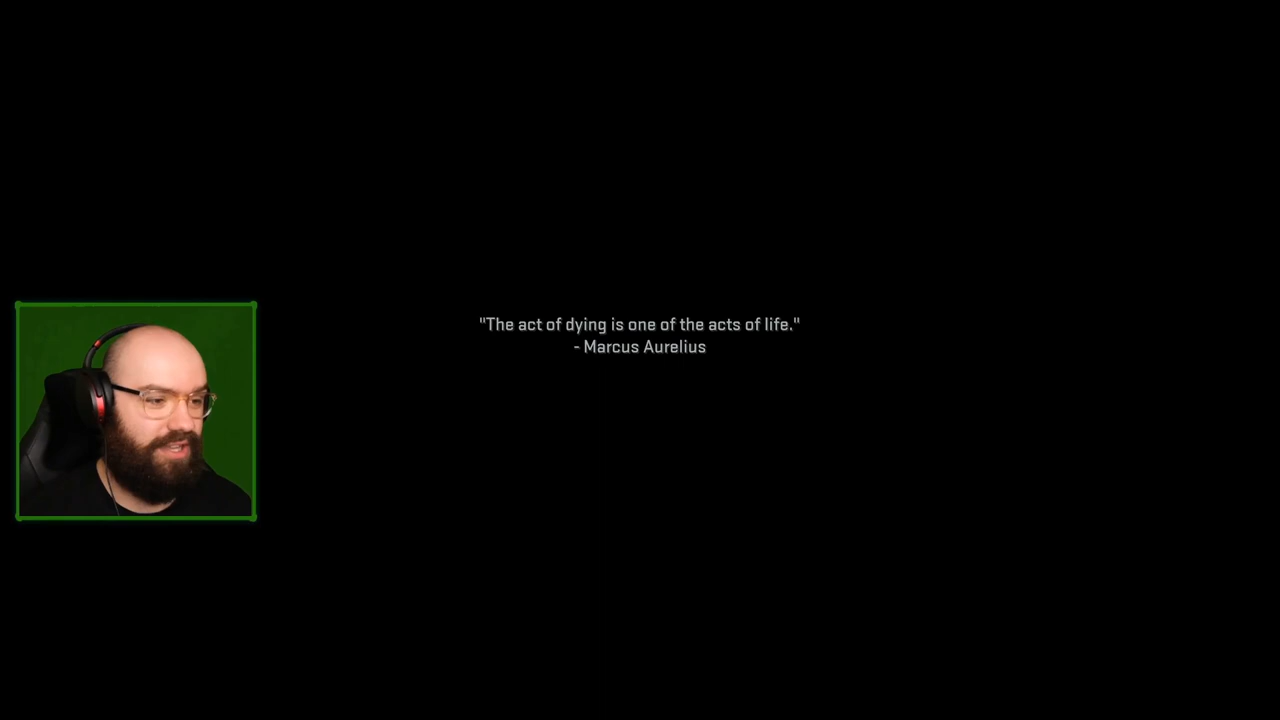 "The act of dying is one of the acts of life."
- Marcus Aurelius